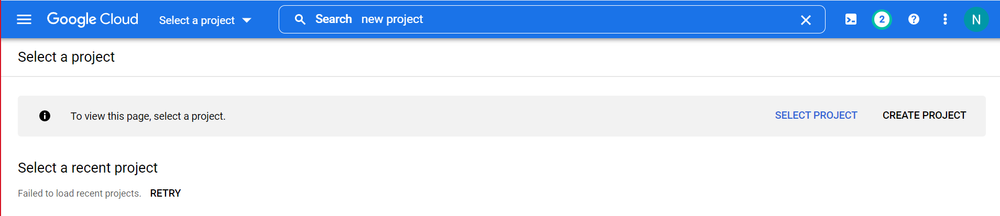 Google Cloud Select a project Search new project 2 N
Select a project
To view this page, select a project. SELECT PROJECT CREATE PROJECT
Select a recent project
Failed to load recent projects. RETRY